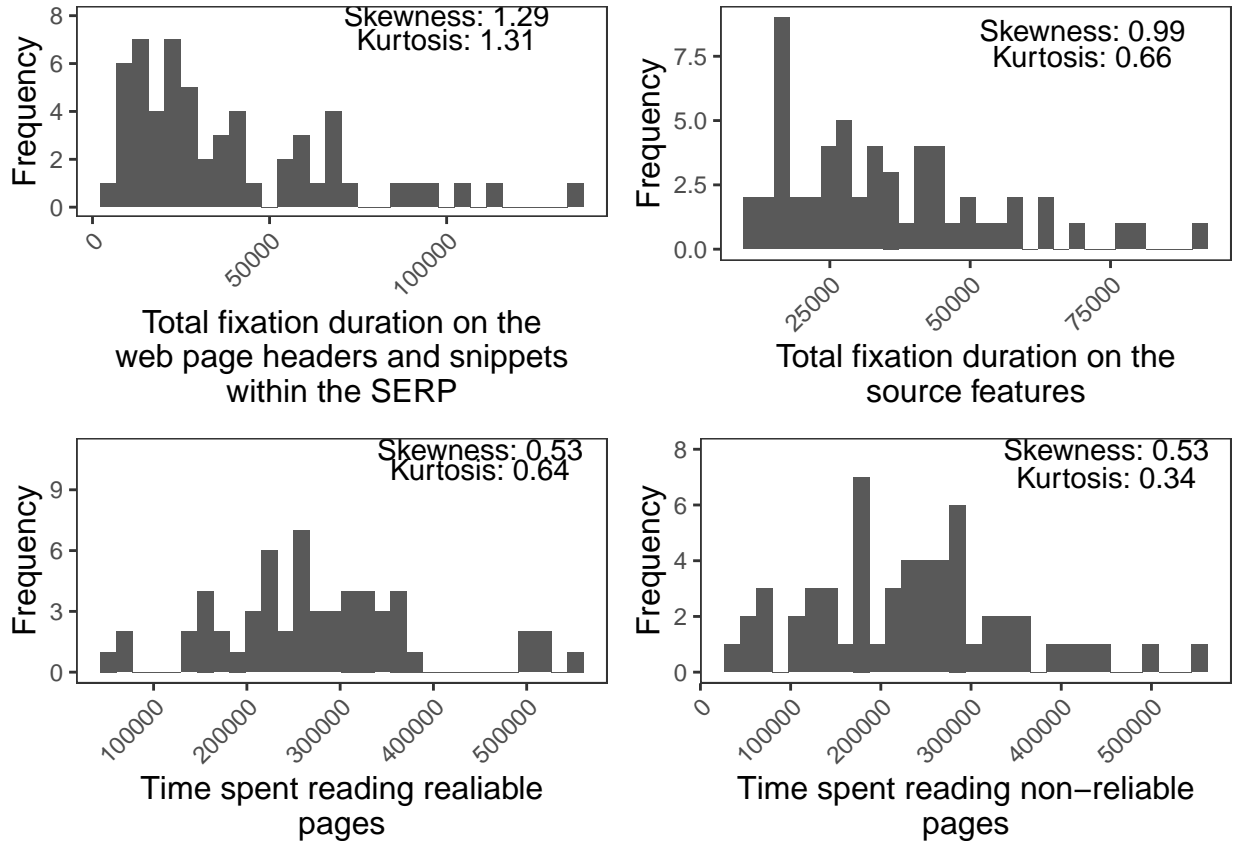 Skewness: 1.29
Kurtosis: 1.31
Frequency
8
6
4
2
0
0
50000
100000
Total fixation duration on the
web page headers and snippets
within the SERP
Skewness: 0.99
Kurtosis: 0.66
Frequency
7.5
5.0
2.5
0.0
25000
50000
75000
Total fixation duration on the
source features
Skewness: 0.53
Kurtosis: 0.64
Frequency
9
6
3
0
100000
200000
300000
400000
500000
Time spent reading realiable
pages
Skewness: 0.53
Kurtosis: 0.34
Frequency
8
6
4
2
0
0
100000
200000
300000
400000
500000
Time spent reading non−reliable
pages